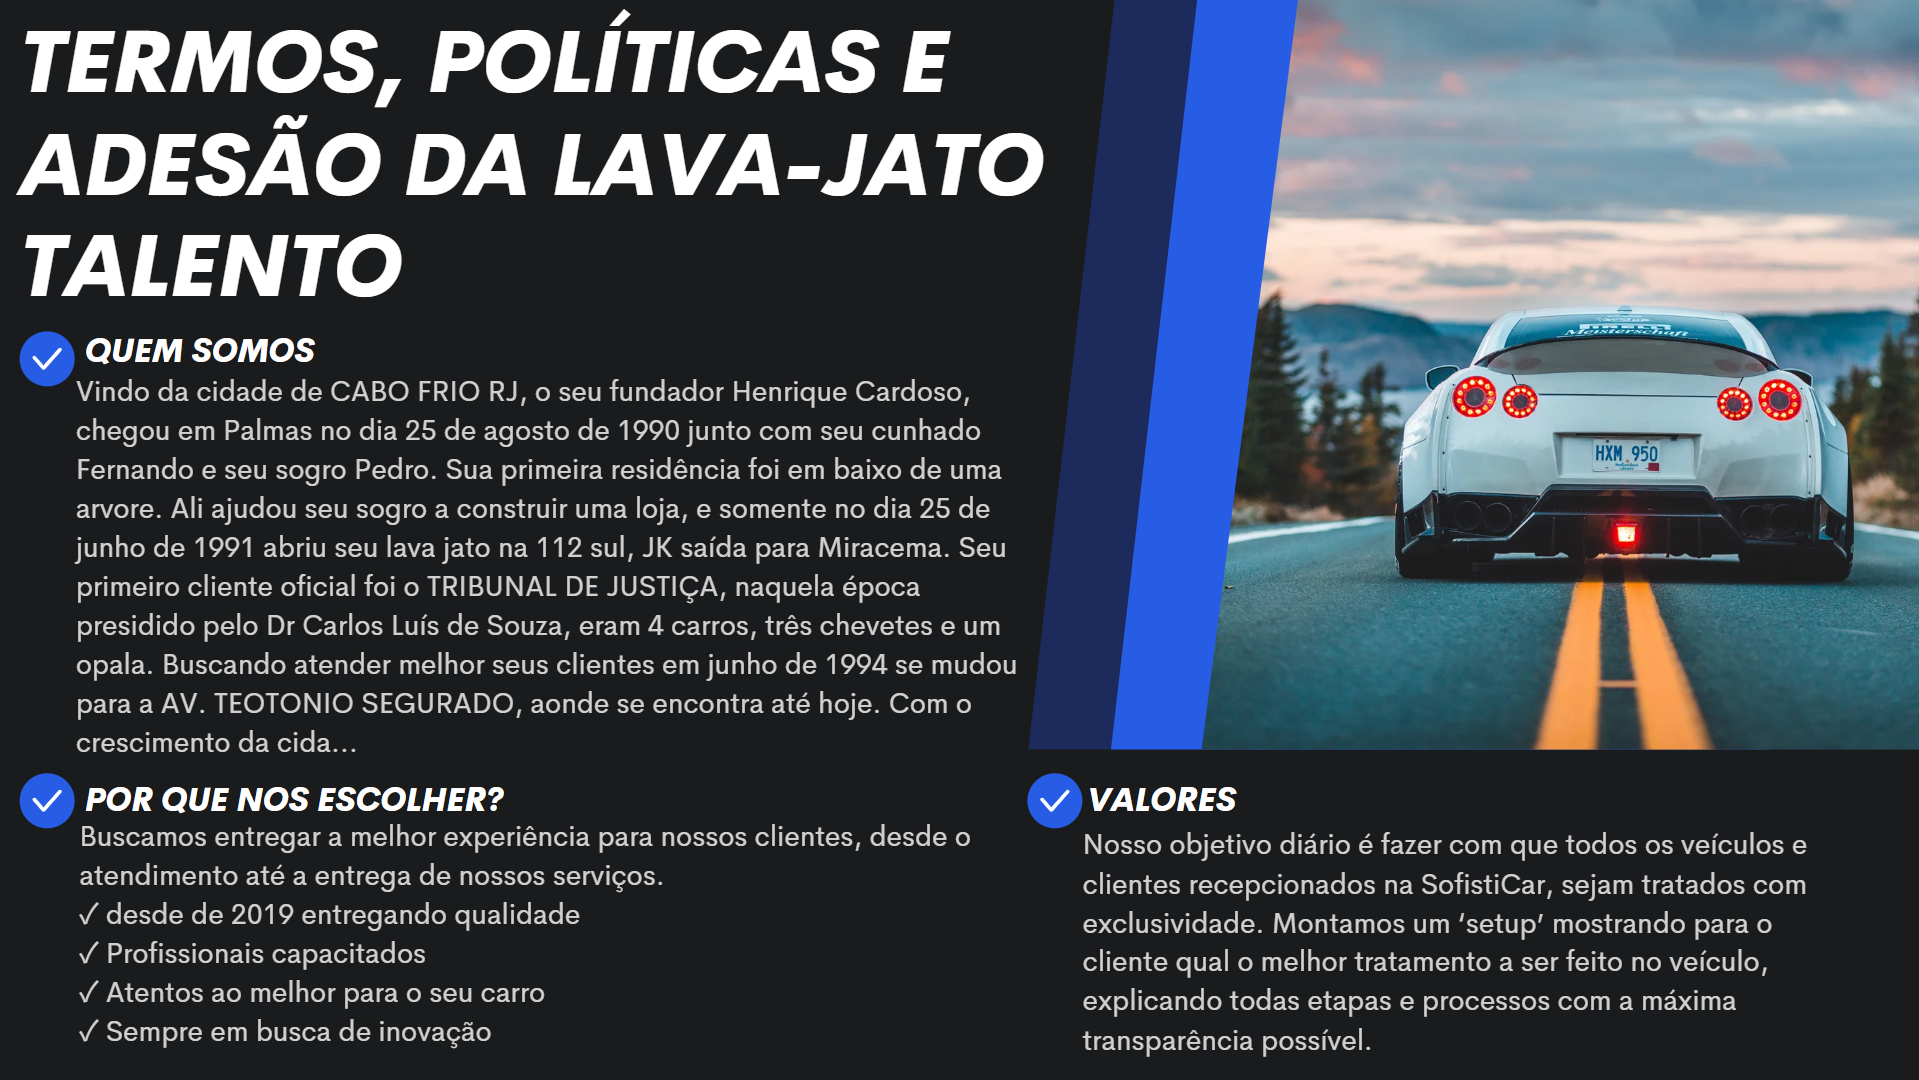 TERMOS, POLÍTICAS E
ADESÃO DA LAVA-JATO
TALENTO
QUEM SOMOS
Vindo da cidade de CABO FRIO RJ, o seu fundador Henrique Cardoso,
chegou em Palmas no dia 25 de agosto de 1990 junto com seu cunhado
Fernando e seu sogro Pedro. Sua primeira residência foi em baixo de uma
arvore. Ali ajudou seu sogro a construir uma loja, e somente no dia 25 de
junho de 1991 abriu seu lava jato na 112 sul, JK saída para Miracema. Seu
primeiro cliente oficial foi o TRIBUNAL DE JUSTIÇA, naquela época
presidido pelo Dr Carlos Luís de Souza, eram 4 carros, três chevetes e um
opala. Buscando atender melhor seus clientes em junho de 1994 se mudou
para a AV. TEOTONIO SEGURADO, aonde se encontra até hoje. Com o
crescimento da cida...
POR QUE NOS ESCOLHER?
Buscamos entregar a melhor experiência para nossos clientes, desde o
atendimento até a entrega de nossos serviços.
✓ desde de 2019 entregando qualidade
✓ Profissionais capacitados
✓ Atentos ao melhor para o seu carro
✓ Sempre em busca de inovação
VALORES
Nosso objetivo diário é fazer com que todos os veículos e
clientes recepcionados na SofistiCar, sejam tratados com
exclusividade. Montamos um ‘setup’ mostrando para o
cliente qual o melhor tratamento a ser feito no veículo,
explicando todas etapas e processos com a máxima
transparência possível.
PIRELLI
Meisterschaft
HXM 950